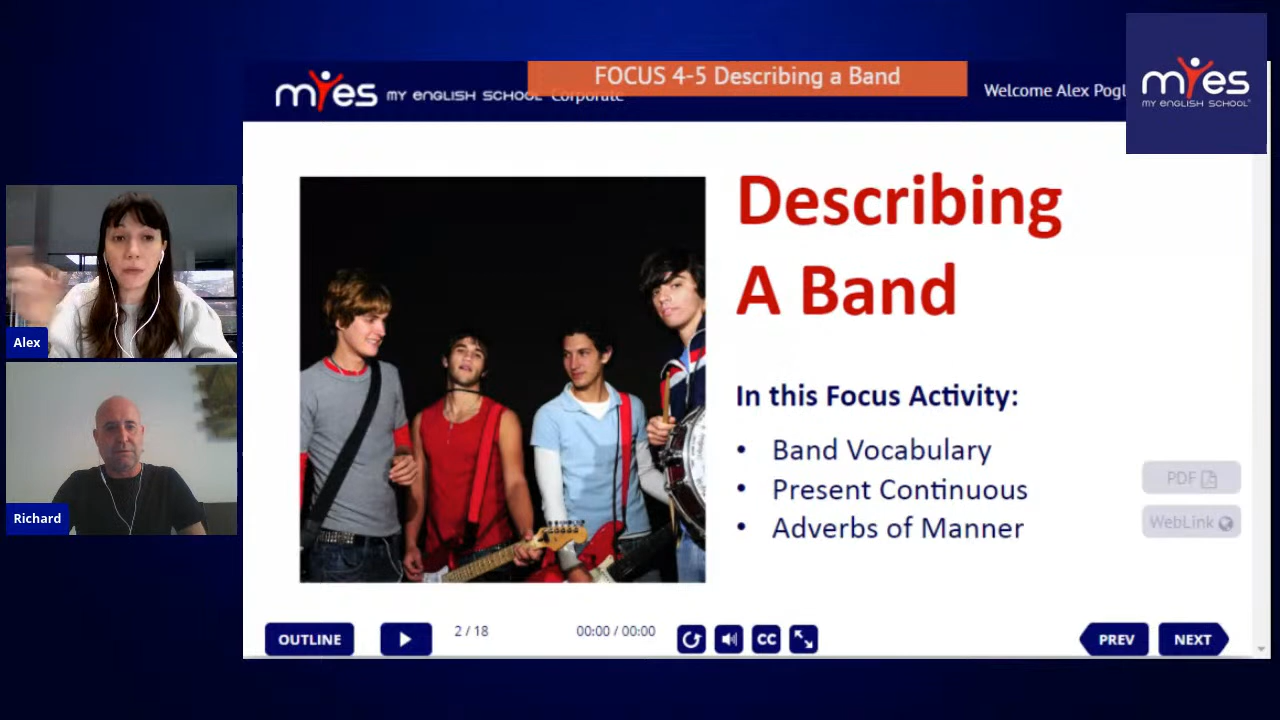 FOCUS 4-5 Describing a Band
myes MY ENGLISH SCHOOL Corporate
Welcome Alex Pogl
myes
MY ENGLISH SCHOOL
Describing
A Band
In this Focus Activity:
• Band Vocabulary
• Present Continuous
• Adverbs of Manner
PDF
WebLink
Alex
Richard
OUTLINE
2 / 18
00:00 / 00:00
CC
PREV
NEXT